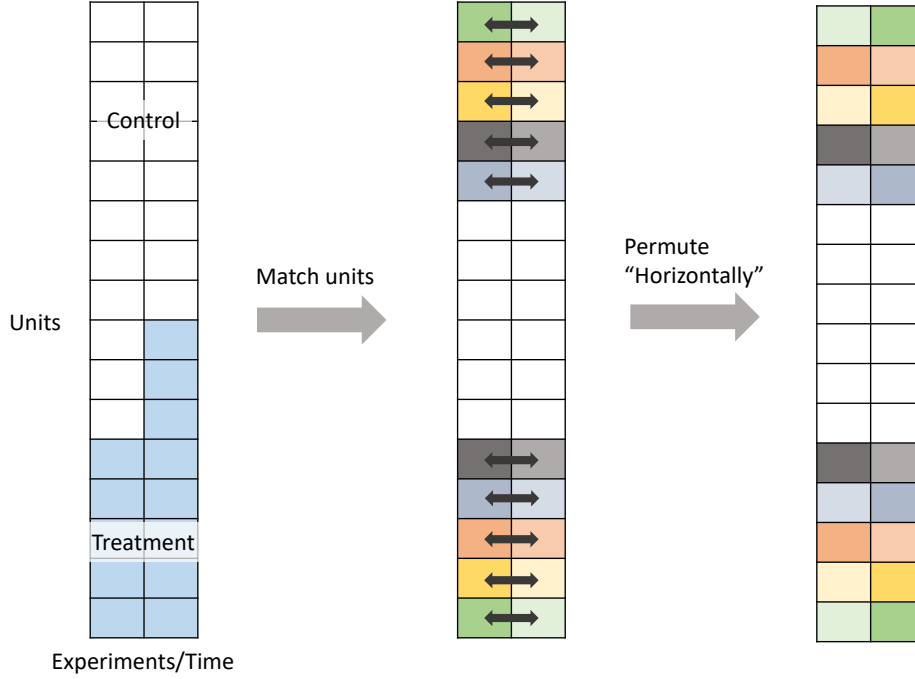 Control
Match units
Permute
“Horizontally”
Units
Treatment
Experiments/Time